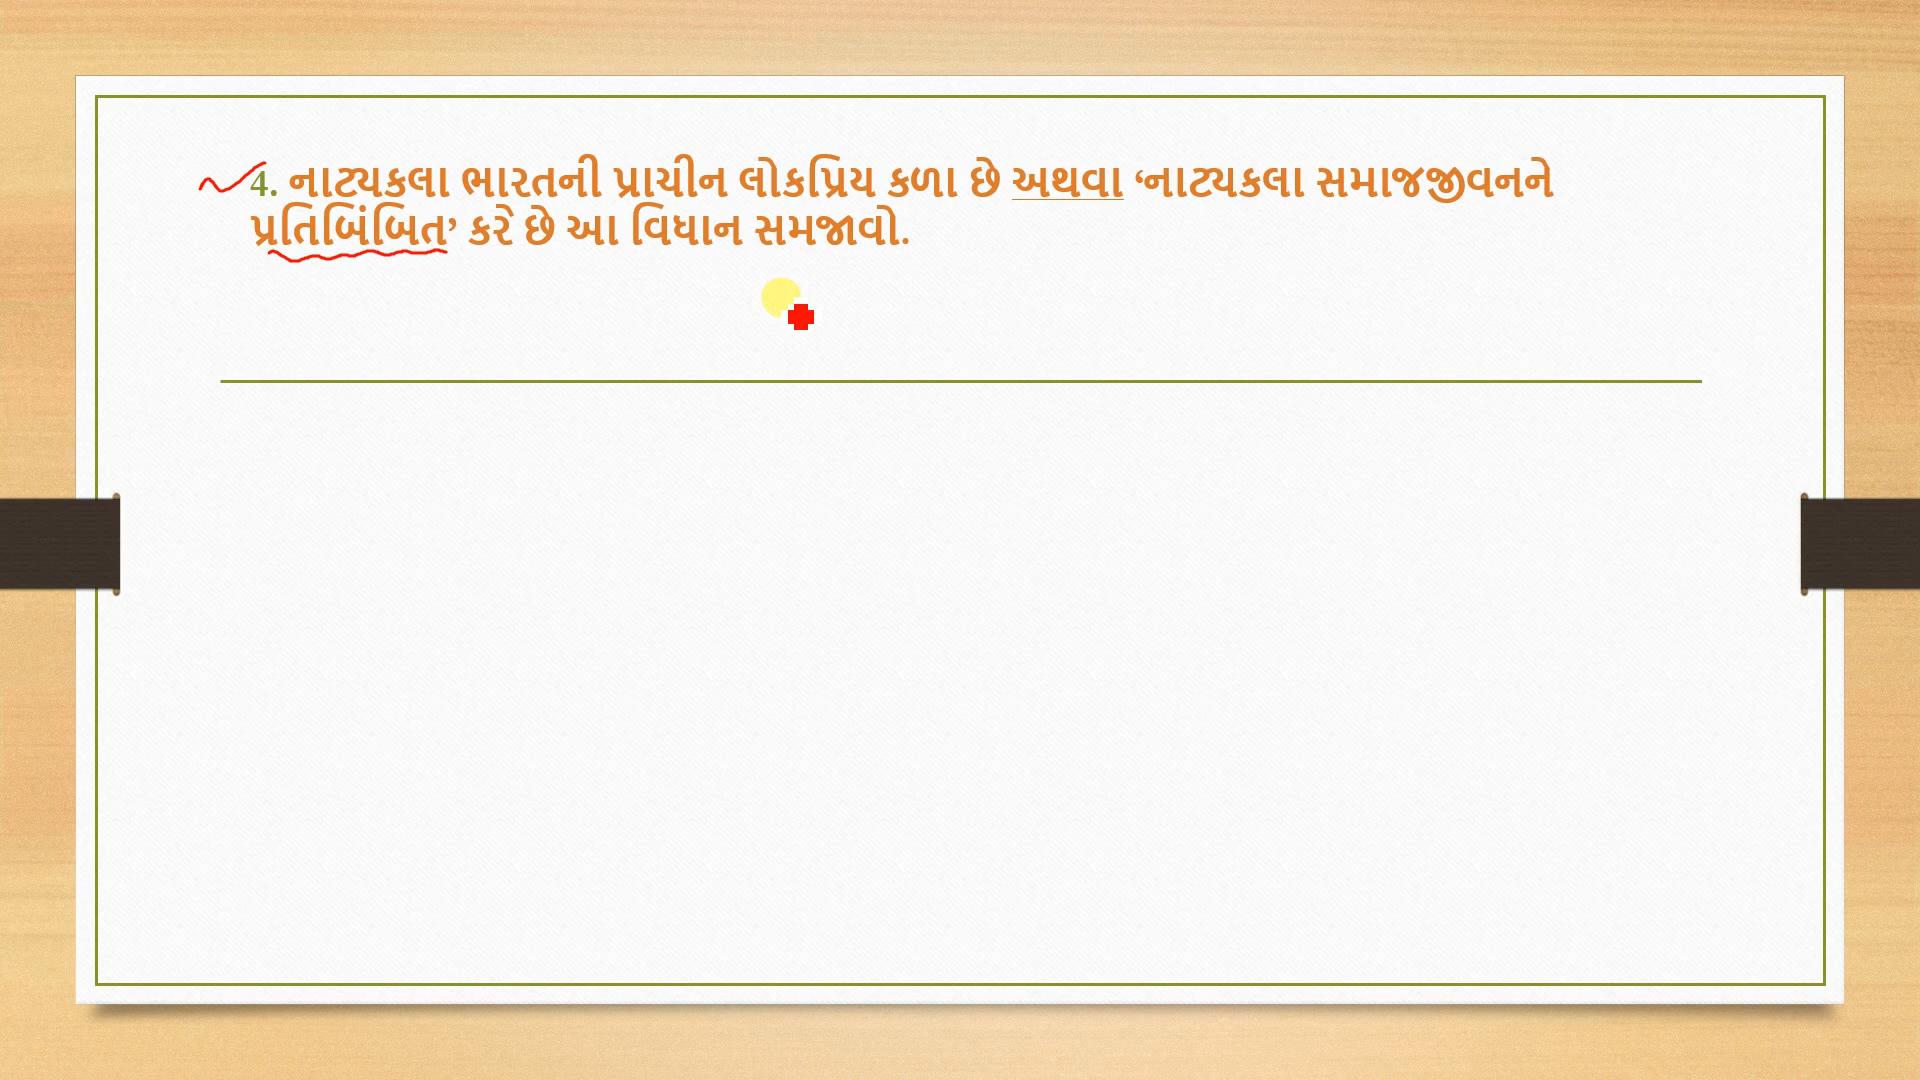 4. નાટ્યકલા ભારતની પ્રાચીન લોકપ્રિય કળા છે અથવા ‘નાટ્યકલા સમાજજીવનને
પ્રતિબિંબિત’ કરે છે આ વિધાન સમજાવો.